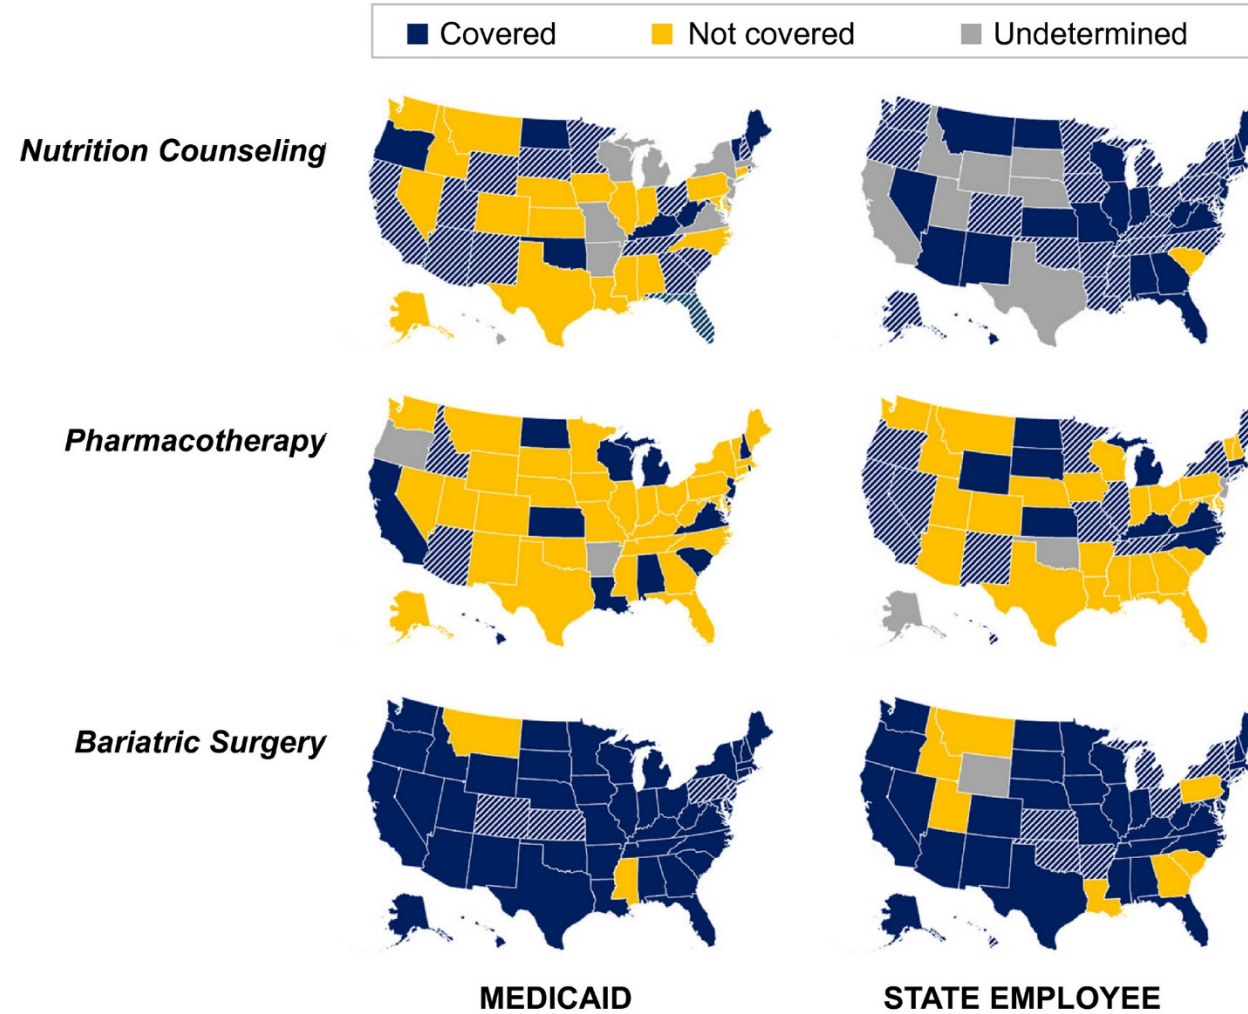 Covered Not covered Undetermined
Nutrition Counseling
Pharmacotherapy
Bariatric Surgery
MEDICAID STATE EMPLOYEE